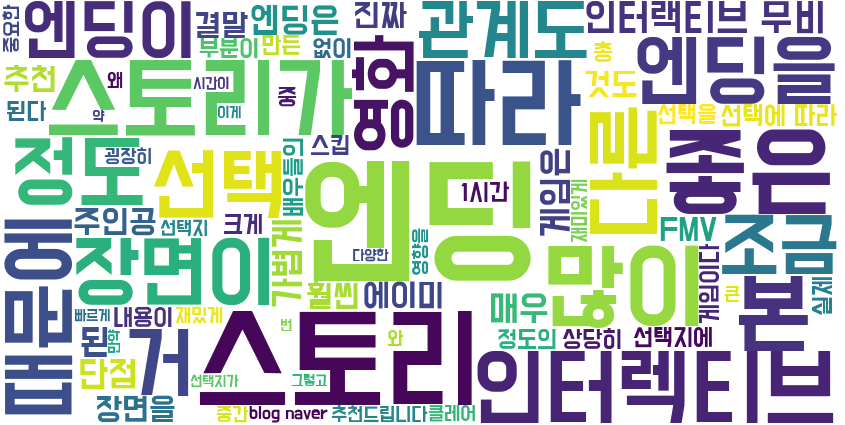 중요한
엔딩이
결말
엔딩은
진짜
관계도
인터랙티브 무비
부분이
만든
없이
총
엔딩을
추천
왜
시간이
스토리가
영화
따라
것도
된다
약
이게
중
선택을
선택에 따라
정도
굉장히
선택
배우들의
스킵
엔딩
1시간
게임은
재미있게
다른
좋은
때문에
주인공
선택지
크게
가볍게
다양한
영향을
FMV
조금
장면이
훨씬
에이미
많이
게임이다
큰
본
실제
빠르게
내용이
재밌게
번
매우
된
만약
거
스토리
와
정도의
상당히
선택지에
단점
선택지가
그렇고
인터렉티브
장면을
중간
blog naver
추천드립니다
클레어